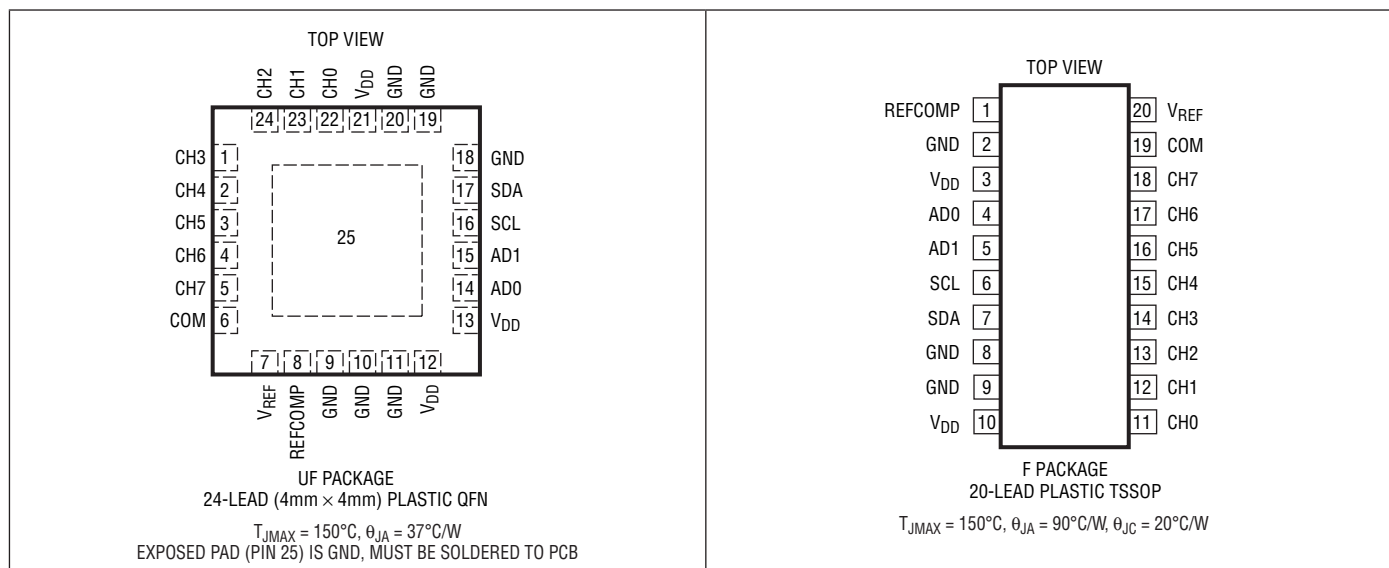 TOP VIEW
CH2 CH1 CH0 VDD GND GND
24 23 22 21 20 19
CH3 1
CH4 2
CH5 3
CH6 4
CH7 5
COM 6
25
18 GND
17 SDA
16 SCL
15 AD1
14 AD0
13 VDD
7 8 9 10 11 12
VREF REFCOMP GND GND GND VDD
UF PACKAGE
24-LEAD (4mm × 4mm) PLASTIC QFN
TJMAX = 150°C, θJA = 37°C/W
EXPOSED PAD (PIN 25) IS GND, MUST BE SOLDERED TO PCB
TOP VIEW
REFCOMP 1
GND 2
VDD 3
AD0 4
AD1 5
SCL 6
SDA 7
GND 8
GND 9
VDD 10
20 VREF
19 COM
18 CH7
17 CH6
16 CH5
15 CH4
14 CH3
13 CH2
12 CH1
11 CH0
F PACKAGE
20-LEAD PLASTIC TSSOP
TJMAX = 150°C, θJA = 90°C/W, θJC = 20°C/W